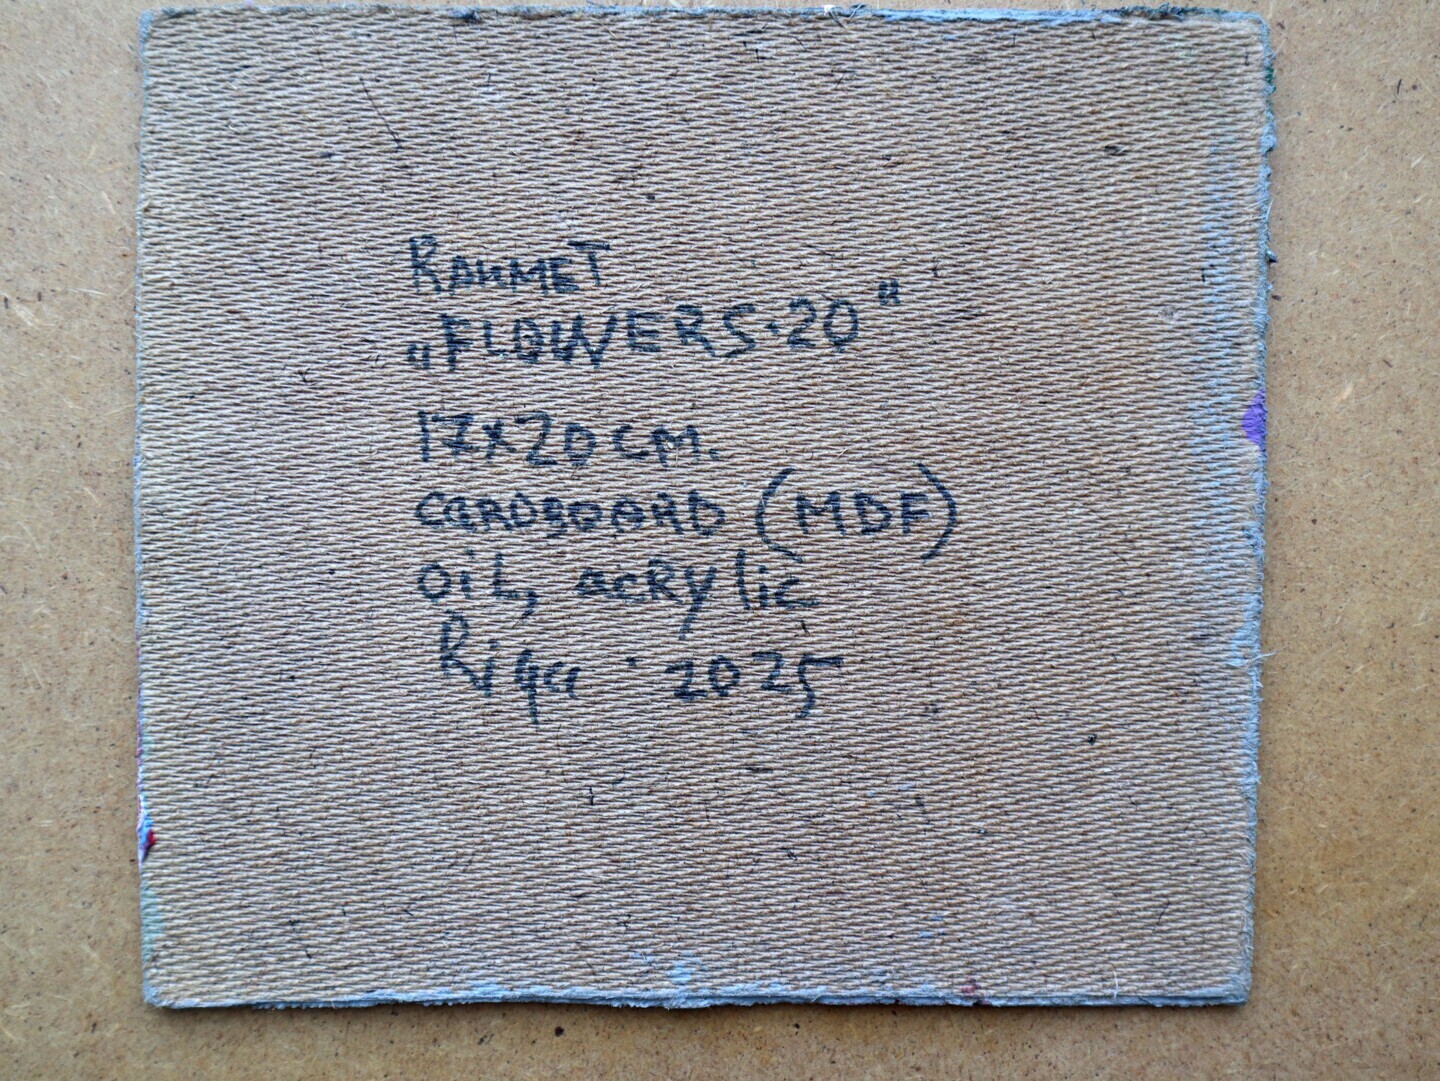 RAHMET
„FLOWERS·20"
17x20 CM.
CARDBOARD (MDF)
OiL, acRylic
Riga · 2025